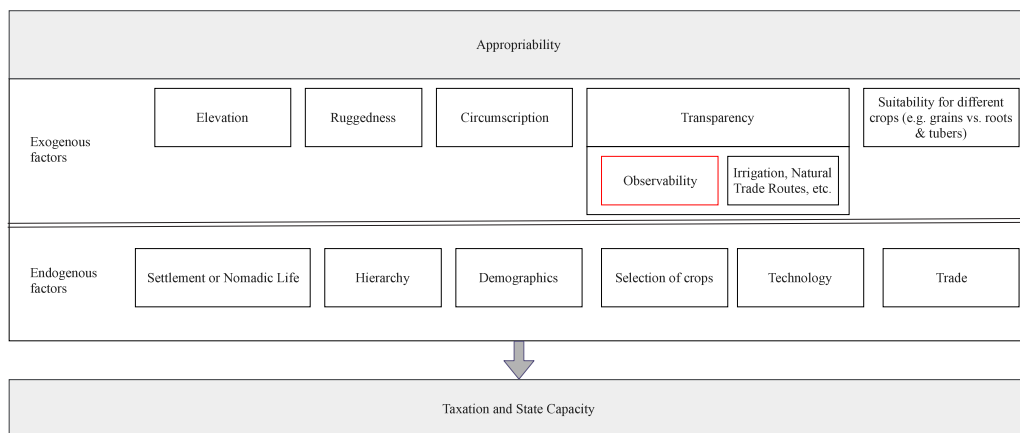 Appropriability
Exogenous
factors
Elevation
Ruggedness
Circumscription
Transparency
Suitability for different
crops (e.g. grains vs. roots
& tubers)
Observability
Irrigation, Natural
Trade Routes, etc.
Endogenous
factors
Settlement or Nomadic Life
Hierarchy
Demographics
Selection of crops
Technology
Trade
Taxation and State Capacity